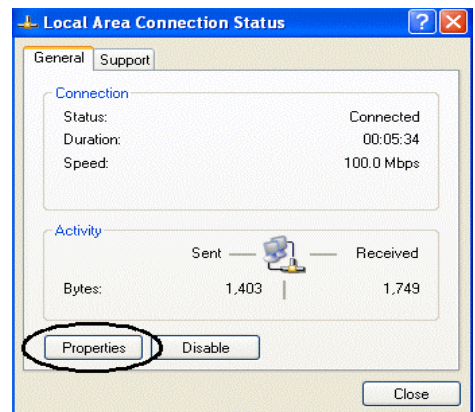 Local Area Connection Status
General Support
Connection
Status: Connected
Duration: 00:05:34
Speed: 100.0 Mbps
Activity
Sent Received
Bytes: 1,403 1,749
Properties Disable
Close